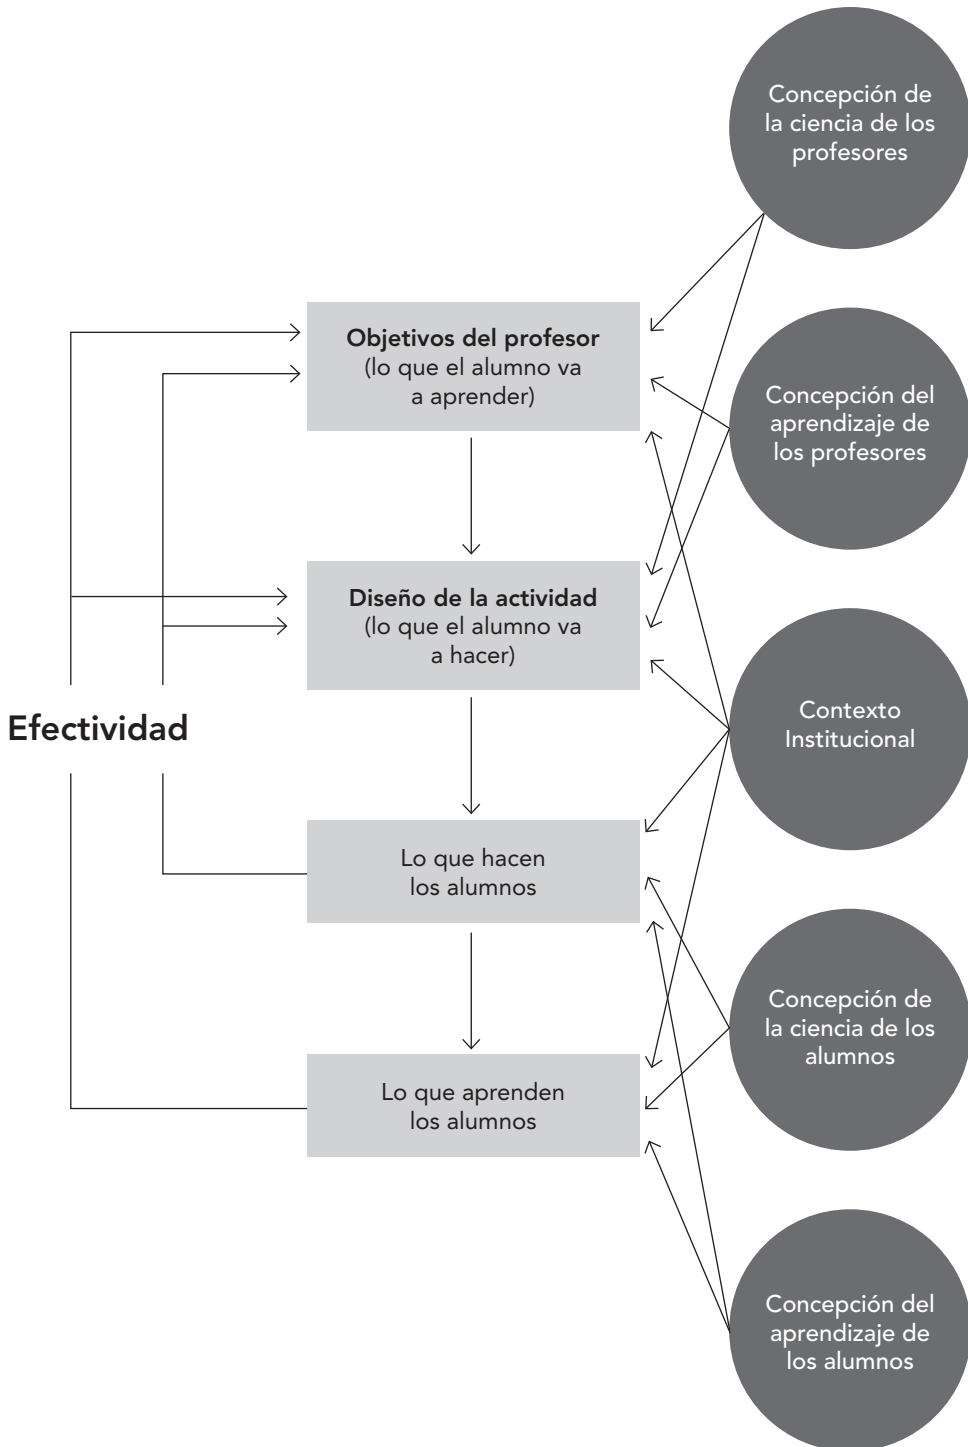 Concepción de
la ciencia de los
profesores
Objetivos del profesor
(lo que el alumno va
a aprender)
Concepción del
aprendizaje de
los profesores
Diseño de la actividad
(lo que el alumno va
a hacer)
Efectividad
Contexto
Institucional
Lo que hacen
los alumnos
Concepción de
la ciencia de los
alumnos
Lo que aprenden
los alumnos
Concepción del
aprendizaje de
los alumnos